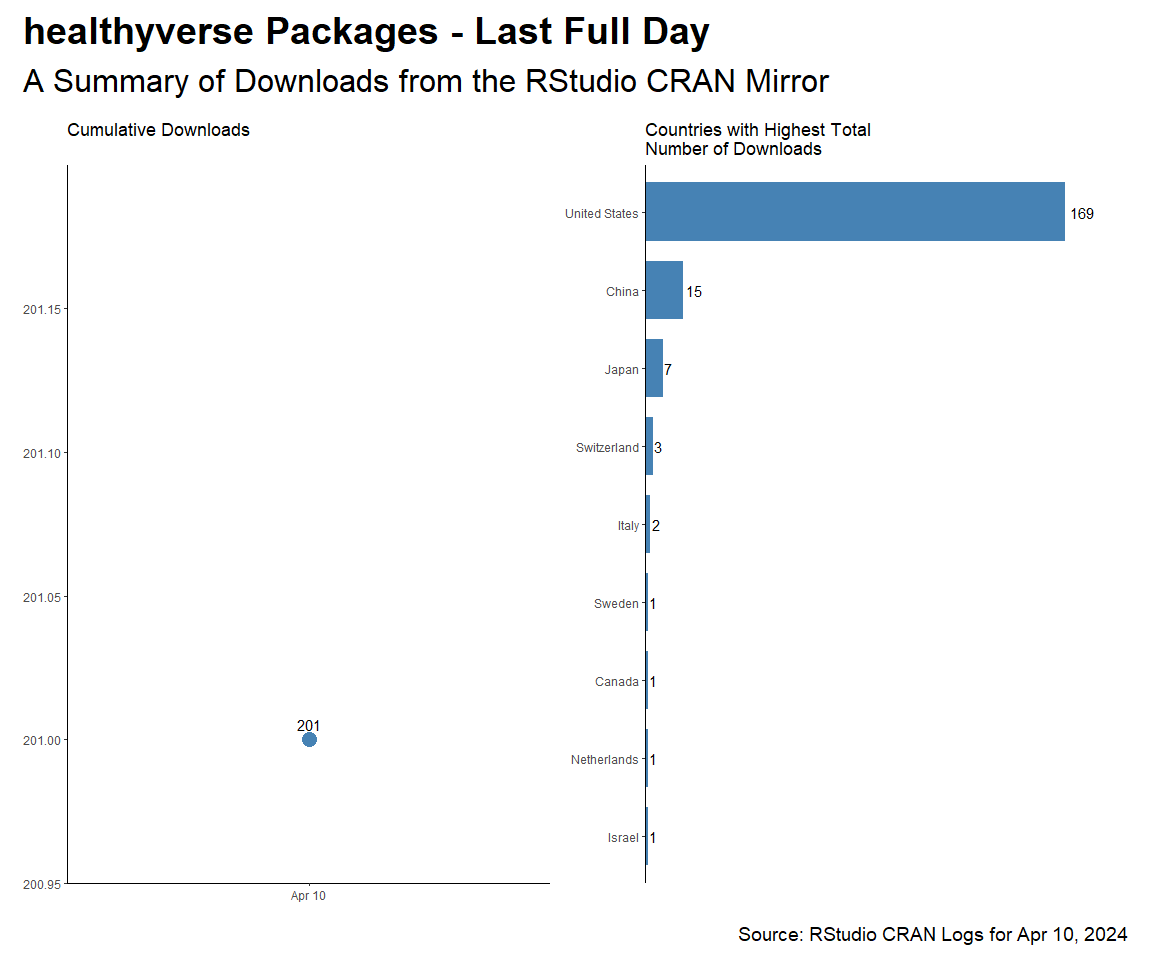 healthyverse Packages - Last Full Day
A Summary of Downloads from the RStudio CRAN Mirror
Cumulative Downloads
201.15
201.10
201.05
201.00
200.95
201
Apr 10
Countries with Highest Total
Number of Downloads
United States 169
China 15
Japan 7
Switzerland 3
Italy 2
Sweden 1
Canada 1
Netherlands 1
Israel 1
Source: RStudio CRAN Logs for Apr 10, 2024